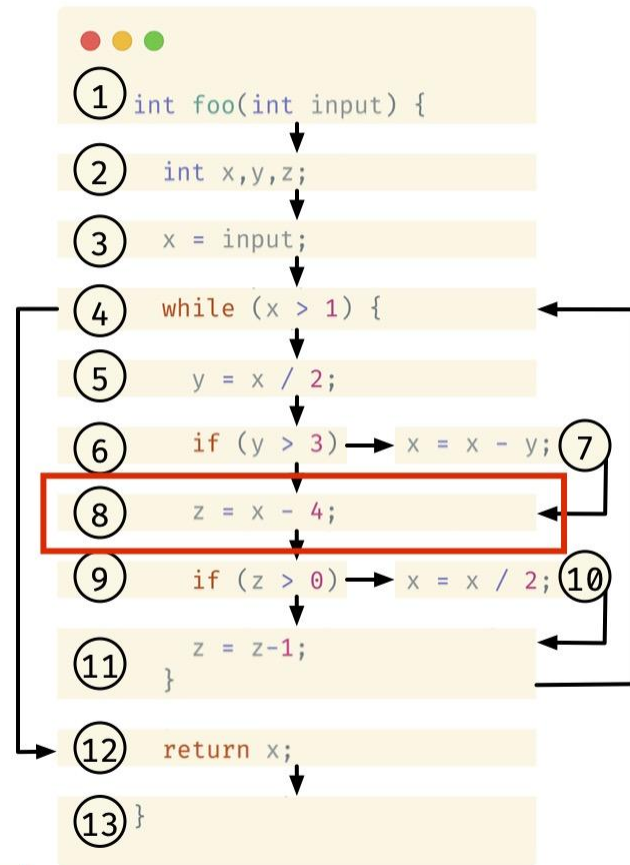 1 int foo(int input) {
2 int x,y,z;
3 x = input;
4 while (x > 1) {
5 y = x / 2;
6 if (y > 3) x = x - y; 7
8 z = x - 4;
9 if (z > 0) x = x / 2; 10
11 z = z-1;
}
12 return x;
13 }